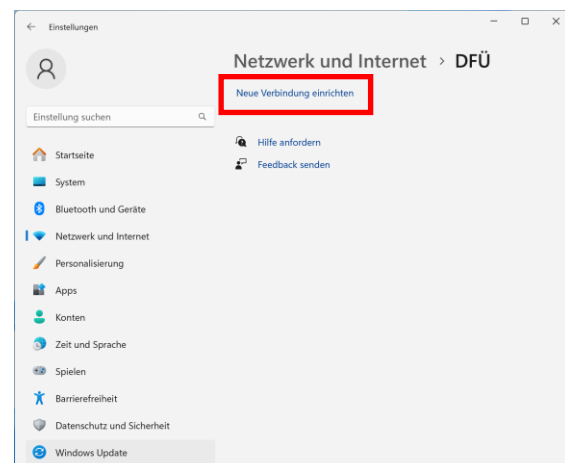 Einstellungen
Netzwerk und Internet > DFÜ
Neue Verbindung einrichten
Einstellung suchen
Hilfe anfordern
Feedback senden
Startseite
System
Bluetooth und Geräte
Netzwerk und Internet
Personalisierung
Apps
Konten
Zeit und Sprache
Spielen
Barrierefreiheit
Datenschutz und Sicherheit
Windows Update